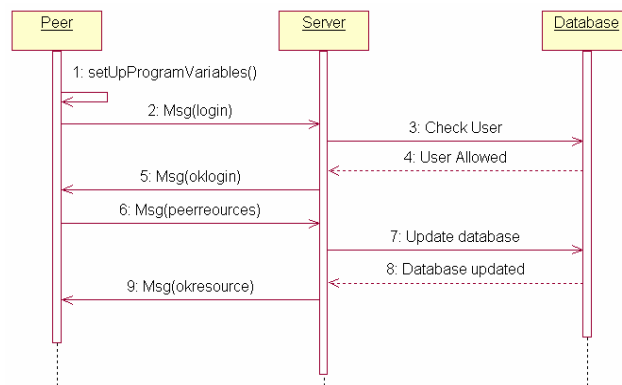 Peer
Server
Database
1: setUpProgramVariables()
2: Msg(login)
3: Check User
4: User Allowed
5: Msg(oklogin)
6: Msg(peerreources)
7: Update database
8: Database updated
9: Msg(okresource)